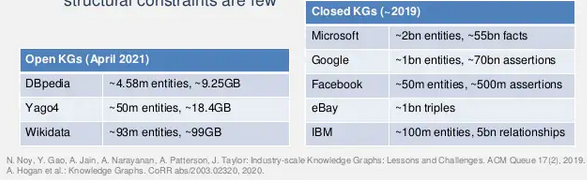 structural constraints are few
Open KGs (April 2021)
DBpedia ~4.58m entities, ~9.25GB
Yago4 ~50m entities, ~18.4GB
Wikidata ~93m entities, ~99GB
Closed KGs (~2019)
Microsoft ~2bn entities, ~55bn facts
Google ~1bn entities, ~70bn assertions
Facebook ~50m entities, ~500m assertions
eBay ~1bn triples
IBM ~100m entities, 5bn relationships
N. Noy, Y. Gao, A. Jain, A. Narayanan, A. Patterson, J. Taylor: Industry-scale Knowledge Graphs: Lessons and Challenges. ACM Queue 17(2), 2019.
A. Hogan et al.: Knowledge Graphs. CoRR abs/2003.02320, 2020.